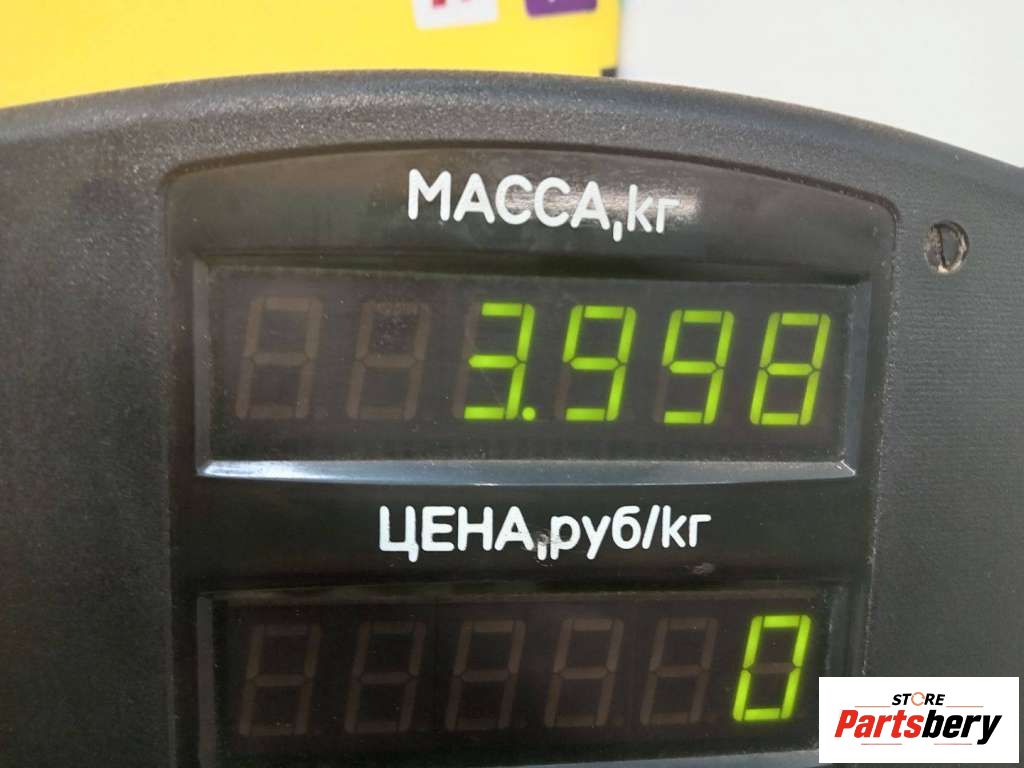 МАССА,кг
3.998
ЦЕНА,руб/кг
0
STORE
Partsbery